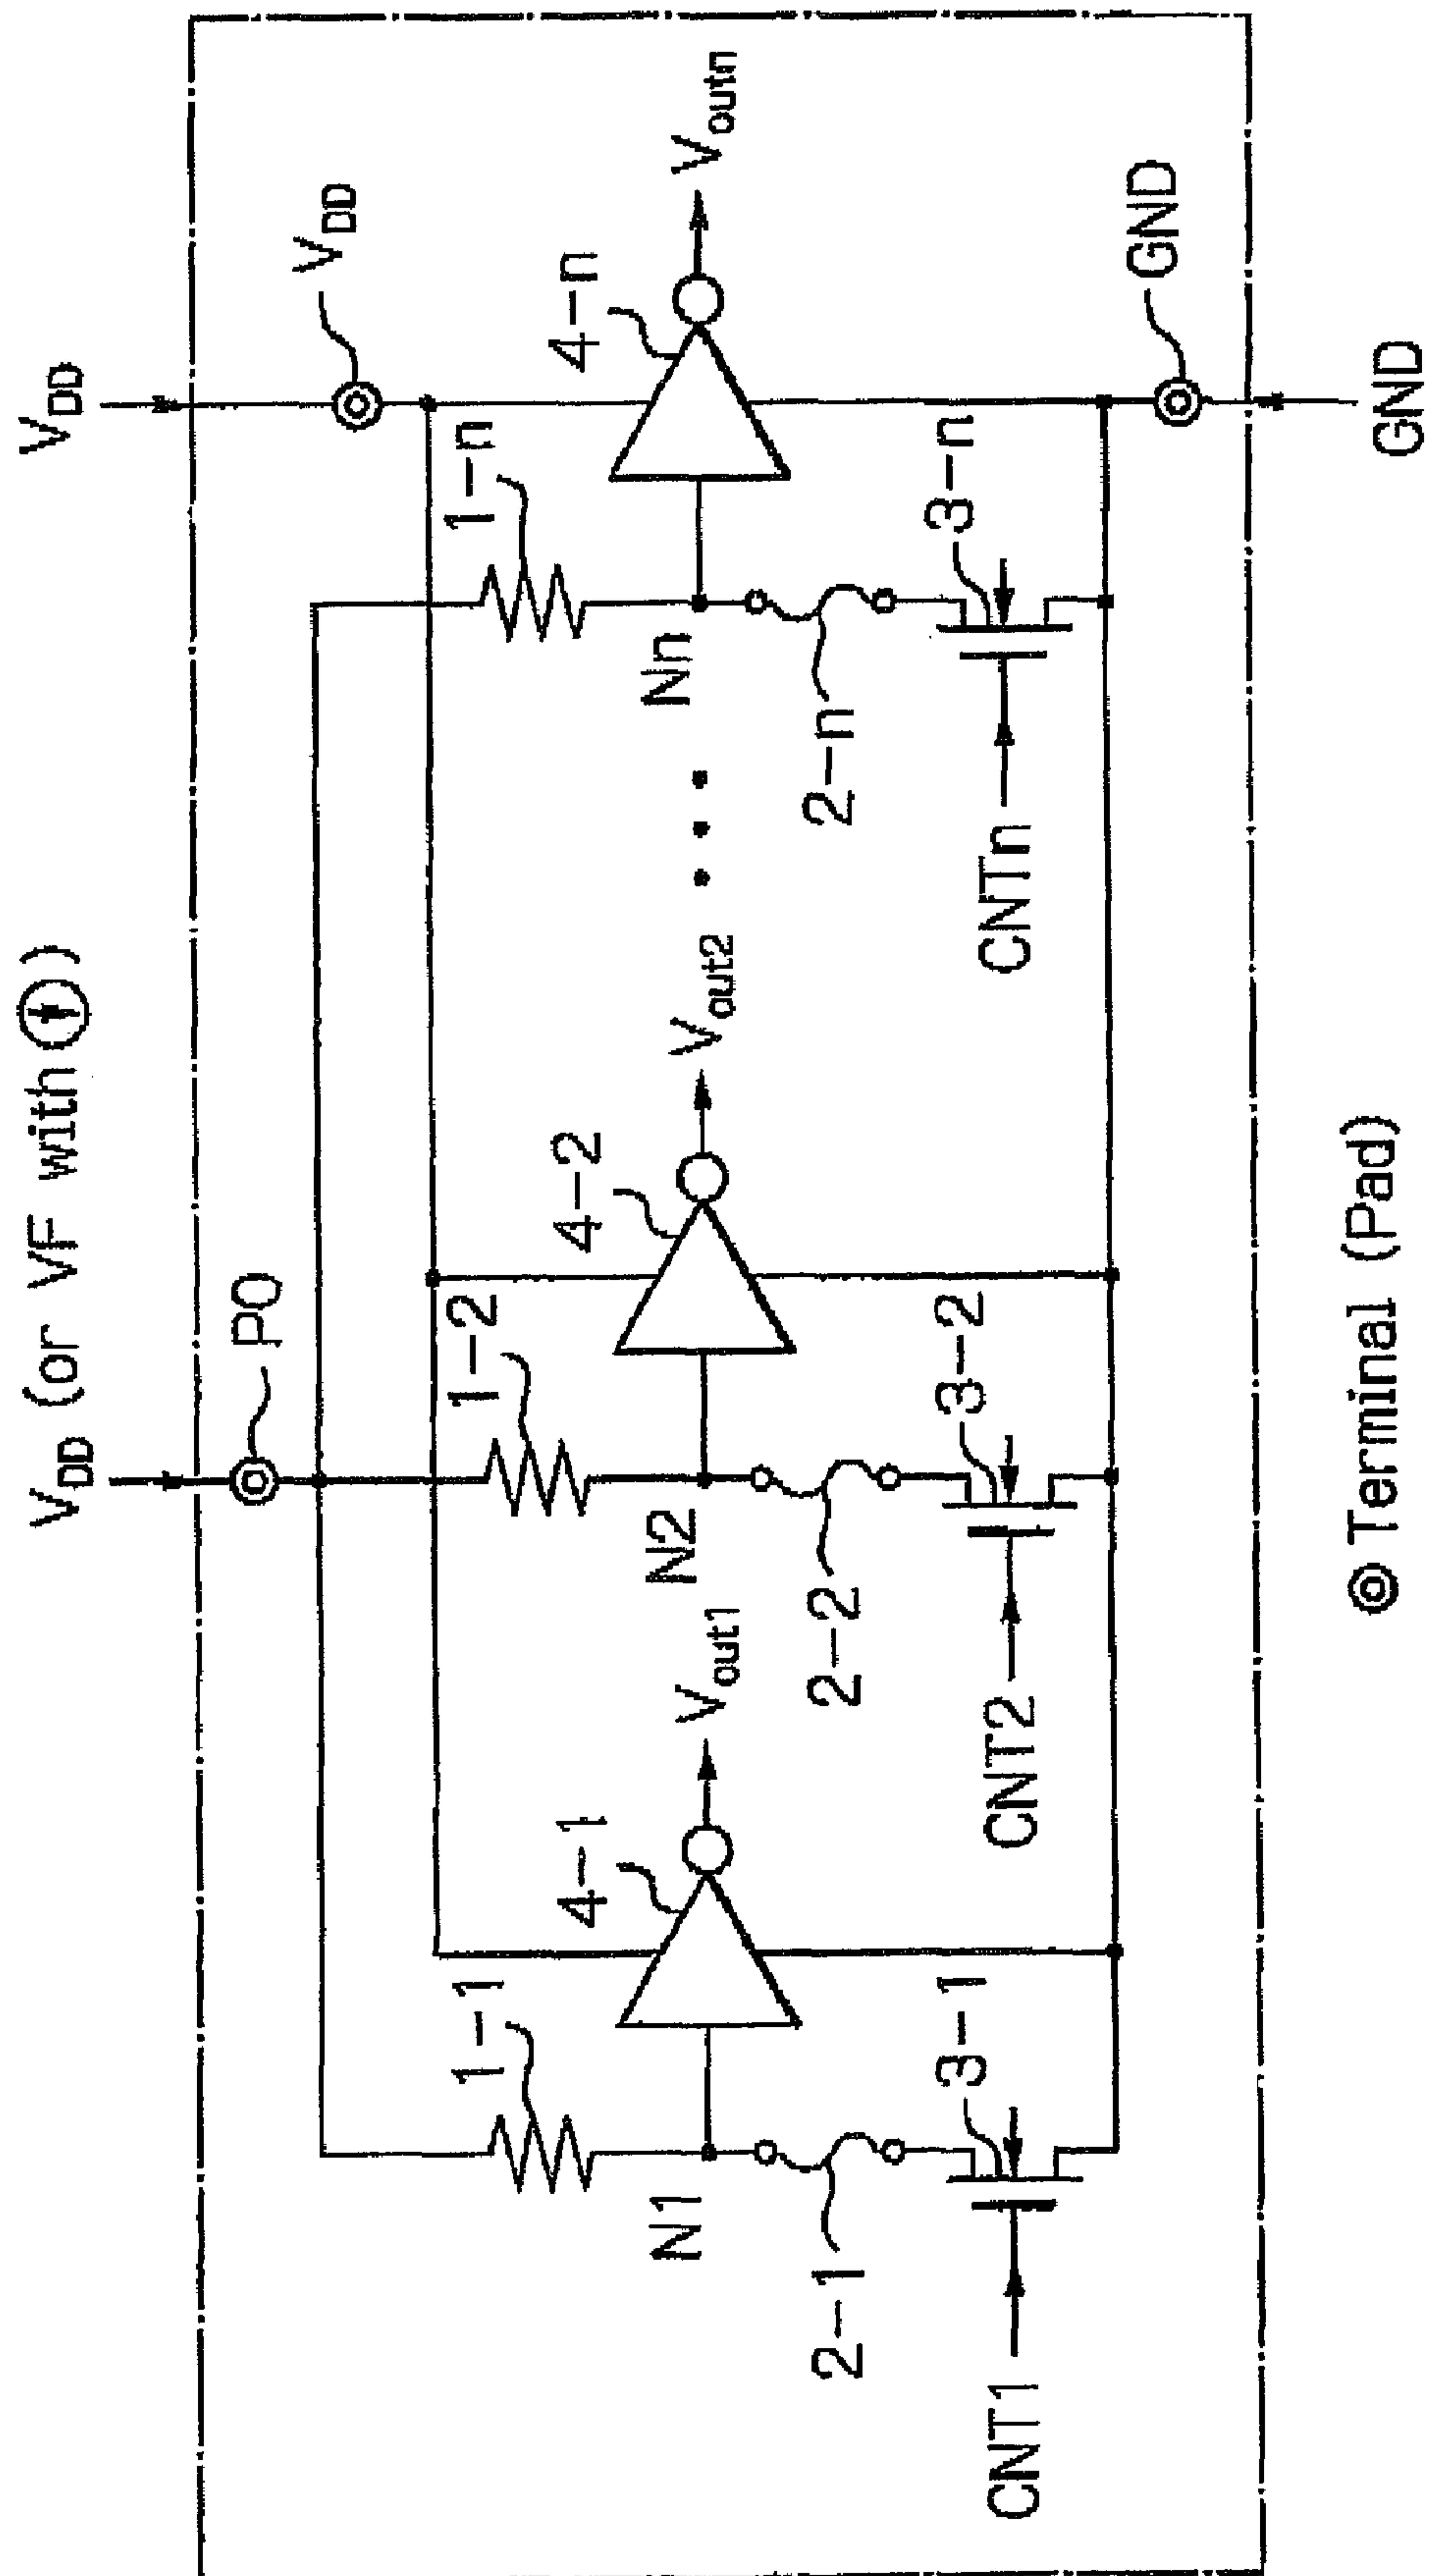 V_DD (or VF with ⊕)
V_DD
PO
V_DD
1-1
4-1
N1
V_out1
2-1
3-1
CNT1
1-2
4-2
N2
V_out2
2-2
3-2
CNT2
1-n
4-n
Nn
V_outn
2-n
3-n
CNTn
GND
GND
◎ Terminal (Pad)